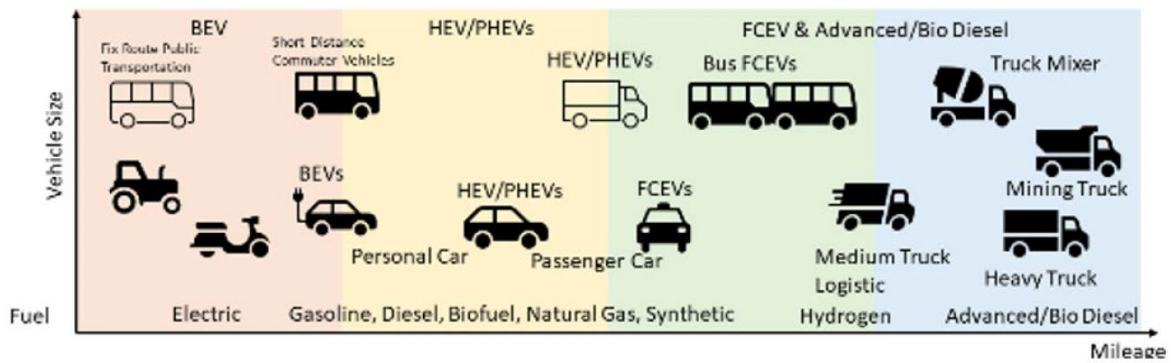 BEV
HEV/PHEVs
FCEV & Advanced/Bio Diesel
Fix Route Public
Transportation
Short Distance
Commuter Vehicles
HEV/PHEVs
Bus FCEVs
Truck Mixer
Vehicle Size
BEVs
HEV/PHEVs
FCEVs
Mining Truck
Personal Car
Passenger Car
Medium Truck
Logistic
Heavy Truck
Fuel
Electric
Gasoline, Diesel, Biofuel, Natural Gas, Synthetic
Hydrogen
Advanced/Bio Diesel
Mileage